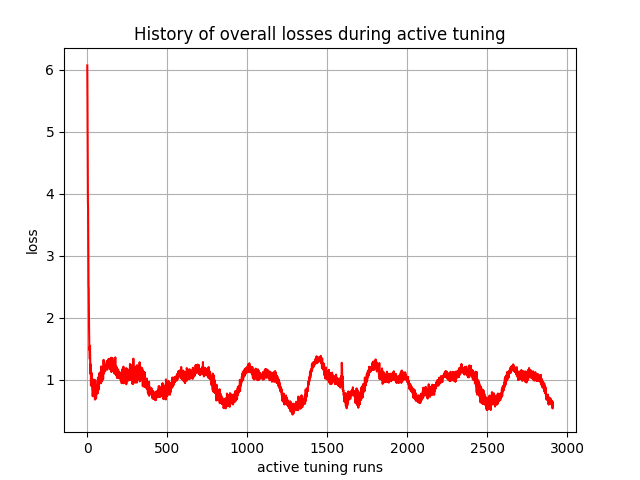 History of overall losses during active tuning
6
5
4
3
2
1
loss
0 500 1000 1500 2000 2500 3000
active tuning runs